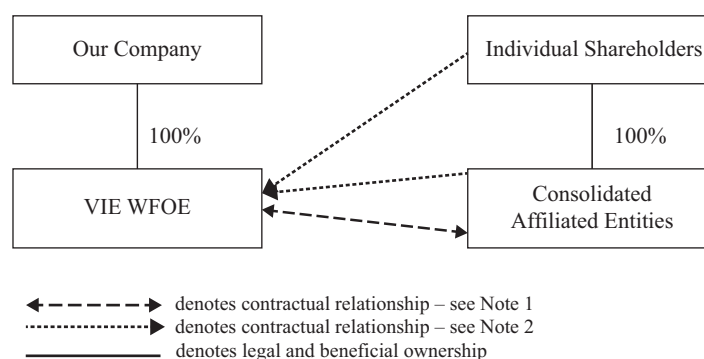 Our Company
Individual Shareholders
100%
100%
VIE WFOE
Consolidated
Affiliated Entities
denotes contractual relationship – see Note 1
denotes contractual relationship – see Note 2
denotes legal and beneficial ownership